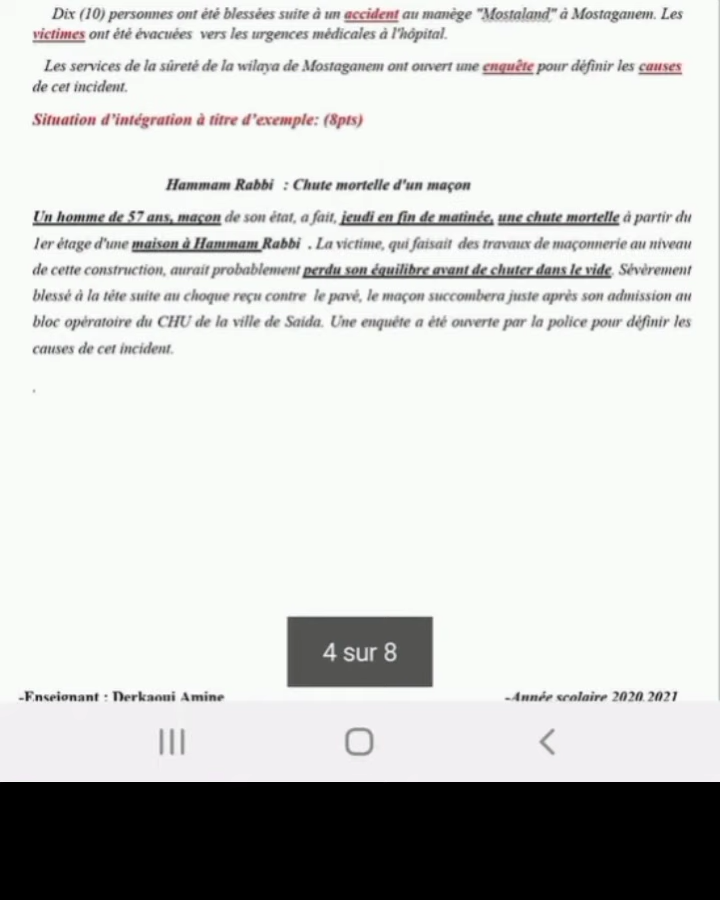 Dix (10) personnes ont été blessées suite à un accident au manège "Mostaland" à Mostaganem. Les
victimes ont été évacuées vers les urgences médicales à l'hôpital.
Les services de la sûreté de la wilaya de Mostaganem ont ouvert une enquête pour définir les causes
de cet incident.
Situation d'intégration à titre d'exemple: (8pts)
Hammam Rabbi : Chute mortelle d'un maçon
Un homme de 57 ans, maçon de son état, a fait, jeudi en fin de matinée, une chute mortelle à partir du
1er étage d'une maison à Hammam Rabbi . La victime, qui faisait des travaux de maçonnerie au niveau
de cette construction, aurait probablement perdu son équilibre avant de chuter dans le vide. Sévèrement
blessé à la tête suite au choque reçu contre le pavé, le maçon succombera juste après son admission au
bloc opératoire du CHU de la ville de Saida. Une enquête a été ouverte par la police pour définir les
causes de cet incident.
.
4 sur 8
-Enseignant : Derkaoui Amine -Année scolaire 2020.2021